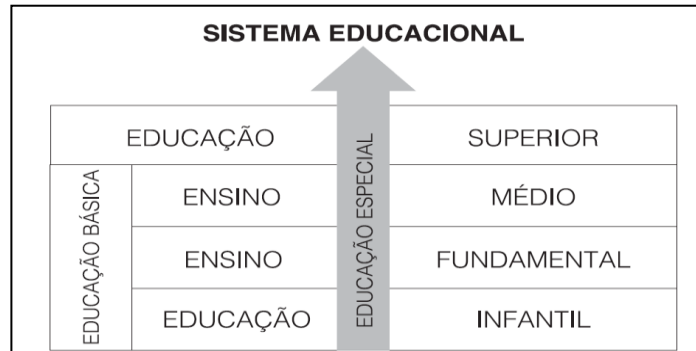 SISTEMA EDUCACIONAL
EDUCAÇÃO SUPERIOR
EDUCAÇÃO BÁSICA
ENSINO MÉDIO
ENSINO FUNDAMENTAL
EDUCAÇÃO INFANTIL
EDUCAÇÃO ESPECIAL